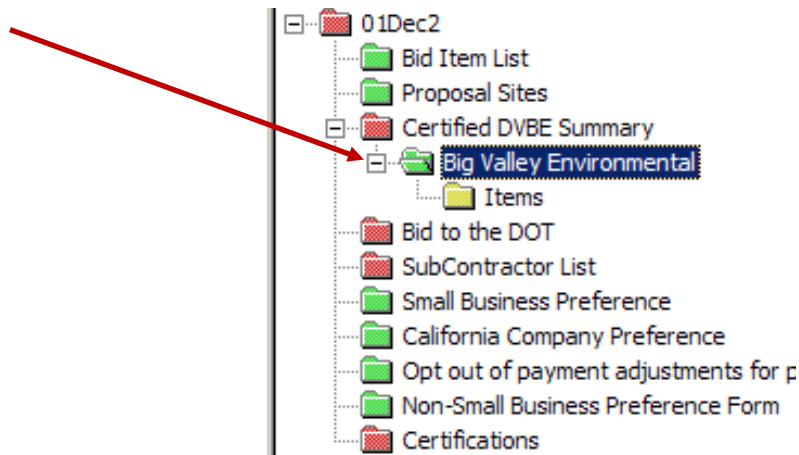 01Dec2
Bid Item List
Proposal Sites
Certified DVBE Summary
Big Valley Environmental
Items
Bid to the DOT
SubContractor List
Small Business Preference
California Company Preference
Opt out of payment adjustments for p
Non-Small Business Preference Form
Certifications